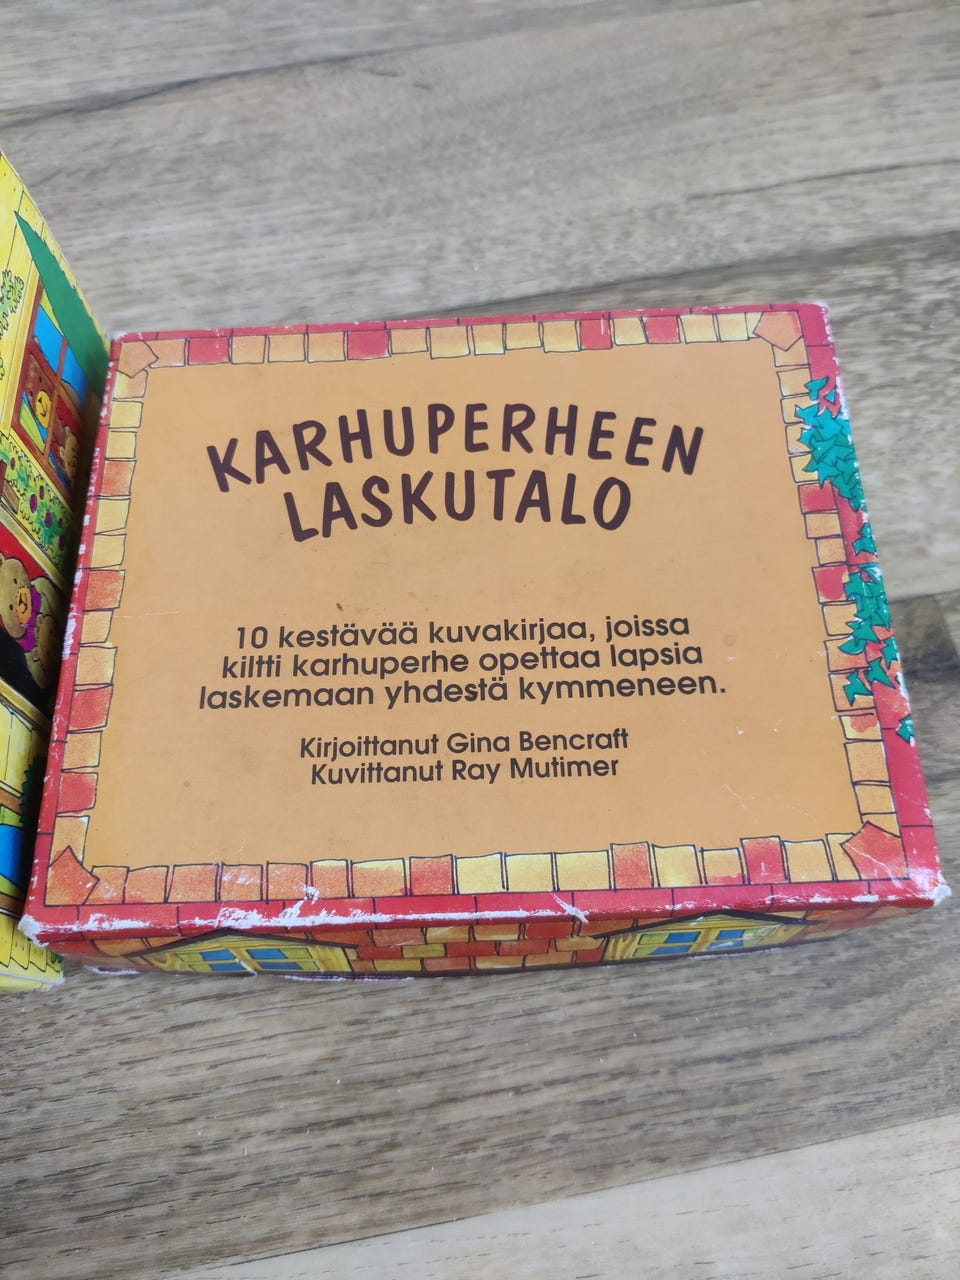 KARHUPERHEEN
LASKUTALO
10 kestävää kuvakirjaa, joissa
kiltti karhuperhe opettaa lapsia
laskemaan yhdestä kymmeneen.
Kirjoittanut Gina Bencraft
Kuvittanut Ray Mutimer